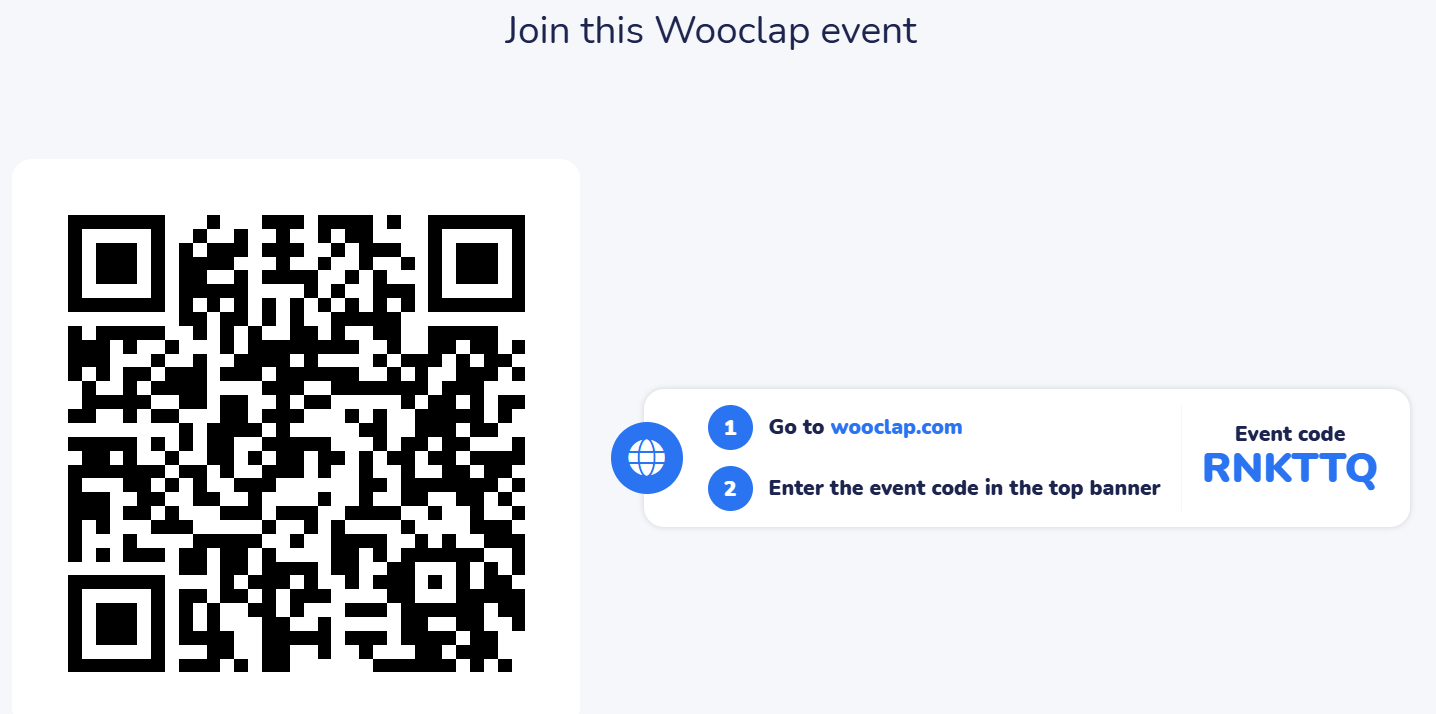 Join this Wooclap event
1 Go to wooclap.com
2 Enter the event code in the top banner
Event code
RNKTTQ